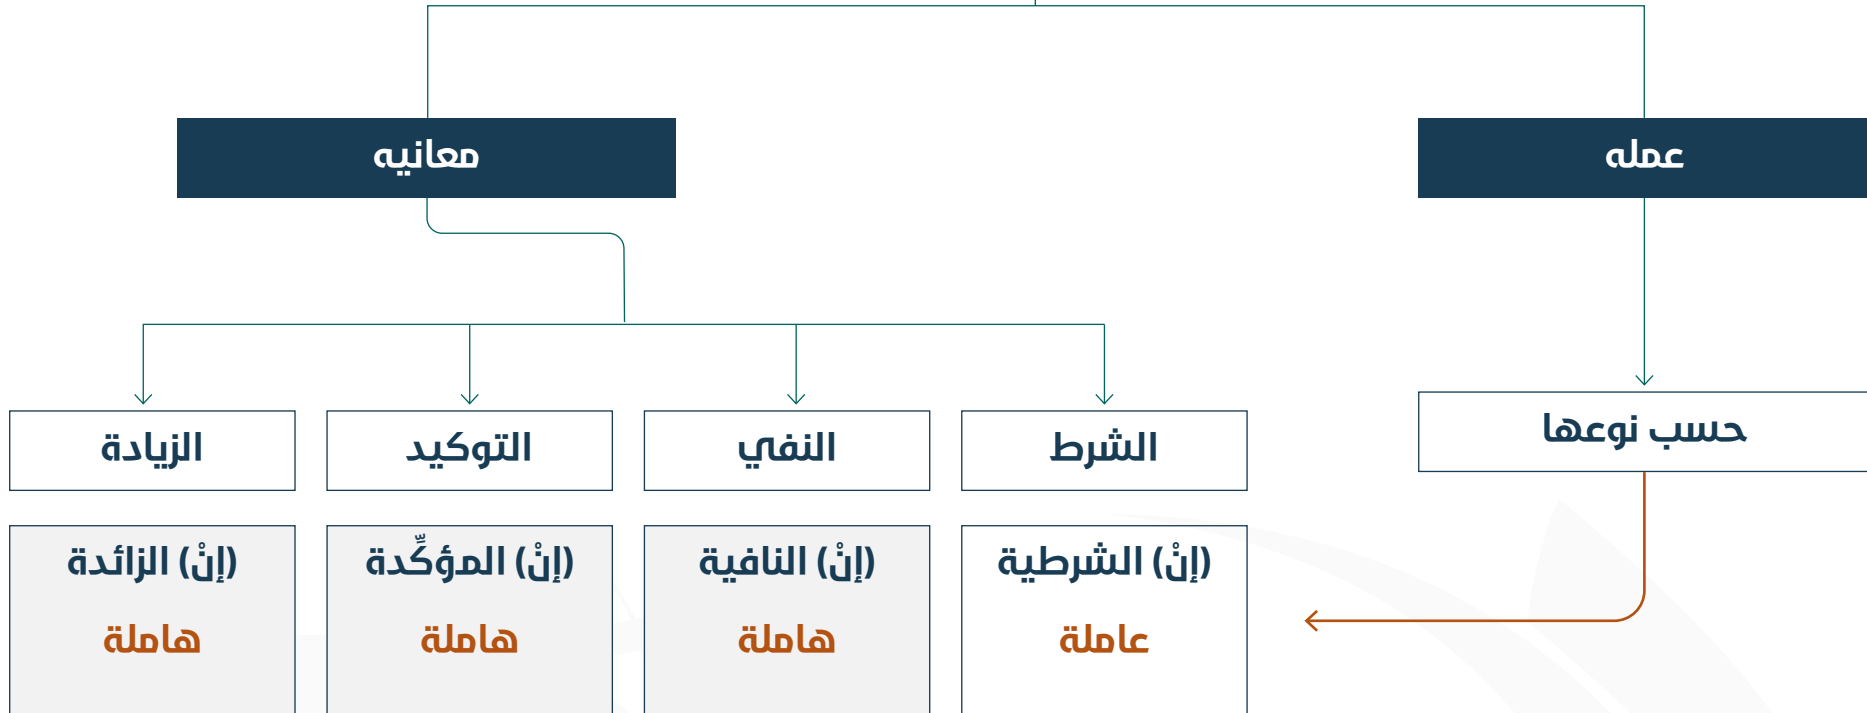 عمله
معانيه
حسب نوعها
الشرط
النفي
التوكيد
الزيادة
(إنْ) الشرطية
عاملة
(إنْ) النافية
هاملة
(إنْ) المؤكِّدة
هاملة
(إنْ) الزائدة
هاملة